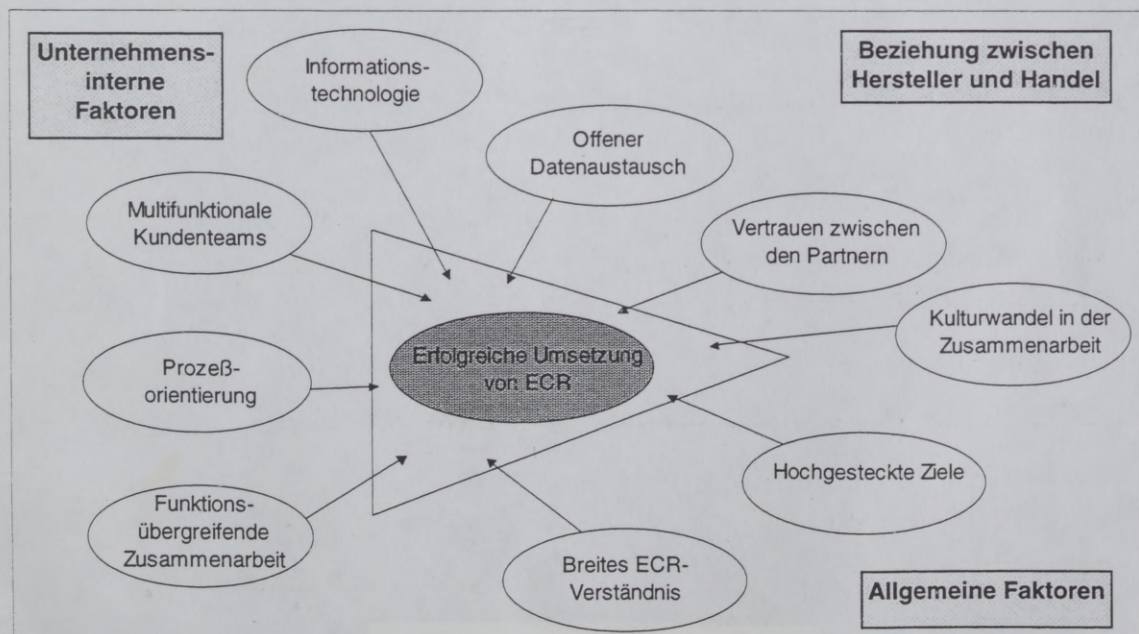 Unternehmens-
interne
Faktoren
Informations-
technologie
Beziehung zwischen
Hersteller und Handel
Offener
Datenaustausch
Multifunktionale
Kundenteams
Vertrauen zwischen
den Partnern
Kulturwandel in der
Zusammenarbeit
Erfolgreiche Umsetzung
von ECR
Prozeß-
orientierung
Hochgesteckte Ziele
Funktions-
übergreifende
Zusammenarbeit
Breites ECR-
Verständnis
Allgemeine Faktoren